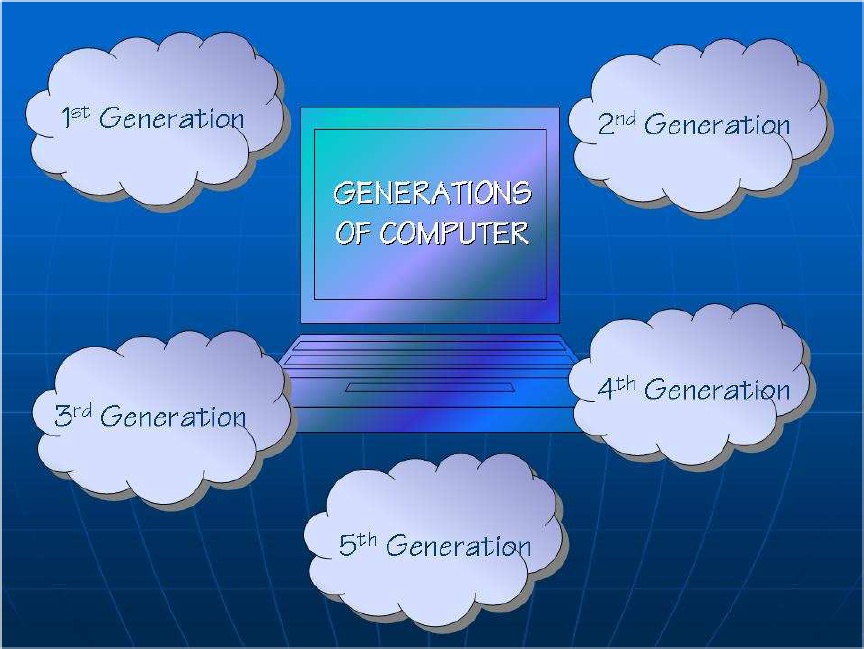 1st Generation
2nd Generation
GENERATIONS
OF COMPUTER
3rd Generation
4th Generation
5th Generation